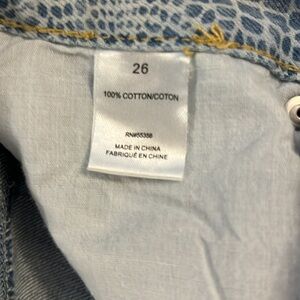 26
100% COTTON/COTON
RN#55358
MADE IN CHINA
FABRIQUÉ EN CHINE